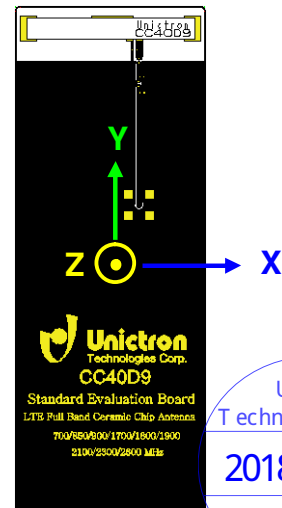 Unictron
CC40D9
Y
Z
X
Unictron
Technologies Corp.
CC40D9
Standard Evaluation Board
LTE Full Band Ceramic Chip Antenna
700/850/900/1700/1800/1900
2100/2300/2600 MHz
U
Techn
2018